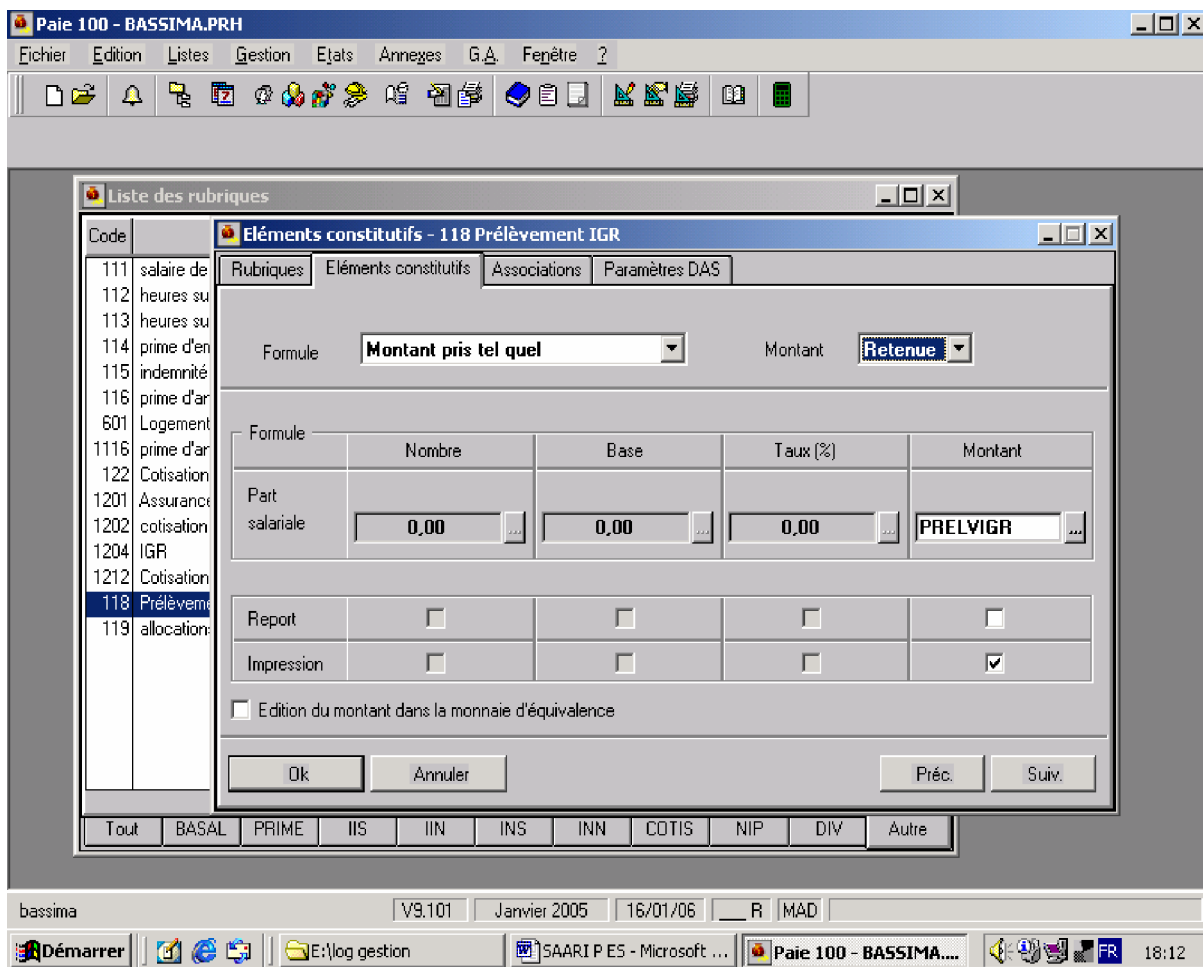 Paie 100 - BASSIMA.PRH
Fichier Edition Listes Gestion Etats Annexes G.A. Fenêtre ?
Liste des rubriques
Code
111 salaire de
112 heures su
113 heures su
114 prime d'en
115 indemnité
116 prime d'ar
601 Logement
1116 prime d'ar
122 Cotisation
1201 Assurance
1202 cotisation
1204 IGR
1212 Cotisation
118 Prélèveme
119 allocation
Eléments constitutifs - 118 Prélèvement IGR
Rubriques Eléments constitutifs Associations Paramètres DAS
Formule Montant pris tel quel Montant Retenue
Formule
Nombre Base Taux (%) Montant
Part salariale 0,00 ... 0,00 ... 0,00 ... PRELVIGR ...
Report
Impression
Edition du montant dans la monnaie d'équivalence
Ok Annuler Préc. Suiv.
Tout BASAL PRIME IIS IIN INS INN COTIS NIP DIV Autre
bassima V9.101 Janvier 2005 16/01/06 ___ R MAD
Démarrer E:\log gestion SAARI P ES - Microsoft ... Paie 100 - BASSIMA.... FR 18:12